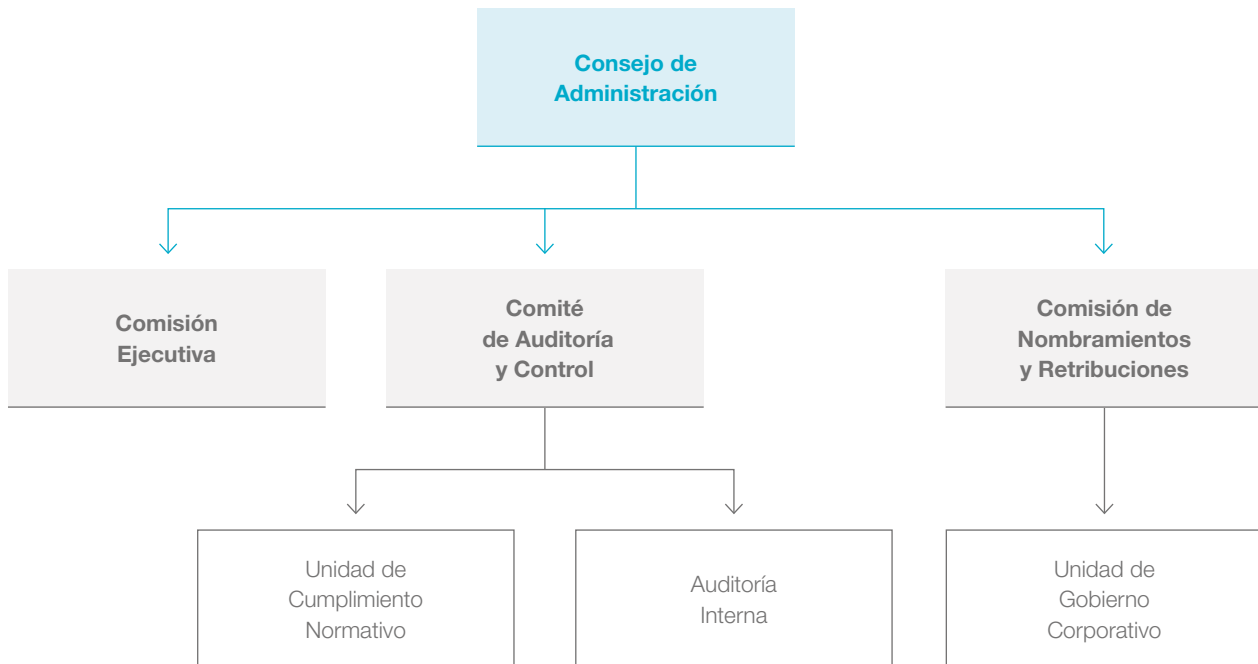 Consejo de
Administración
Comisión
Ejecutiva
Comité
de Auditoría
y Control
Comisión de
Nombramientos
y Retribuciones
Unidad de
Cumplimiento
Normativo
Auditoría
Interna
Unidad de
Gobierno
Corporativo